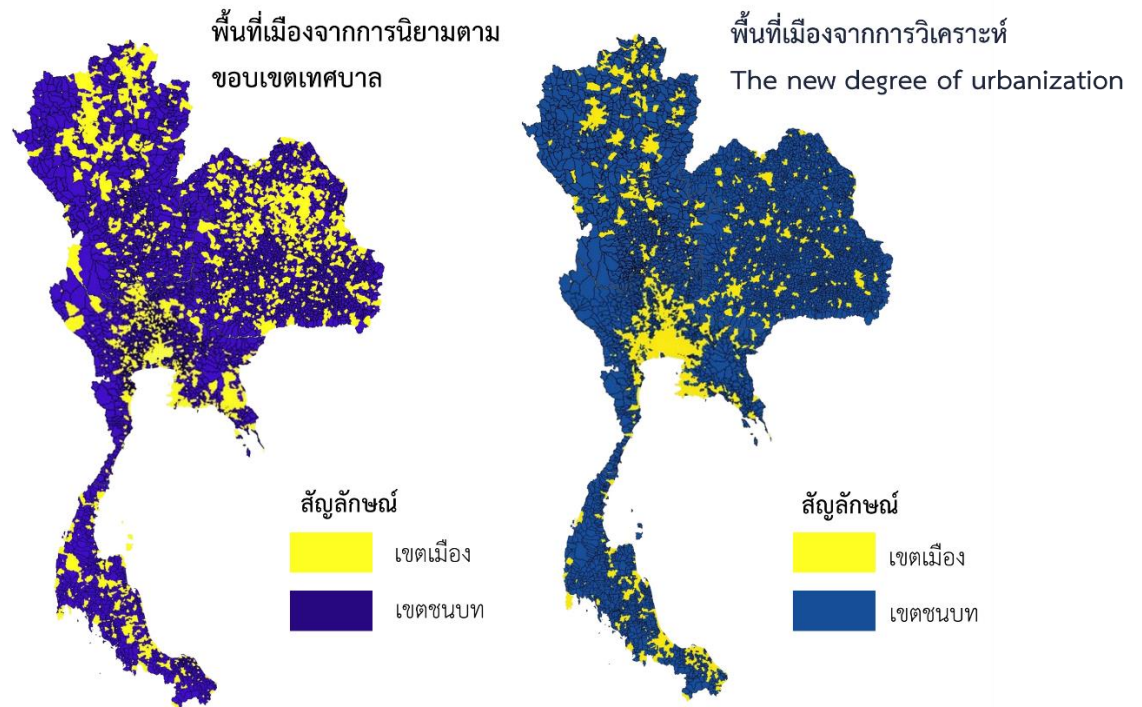 พื้นที่เมืองจากการนิยามตาม
ขอบเขตเทศบาล
พื้นที่เมืองจากการวิเคราะห์
The new degree of urbanization
สัญลักษณ์
เขตเมือง
เขตชนบท
สัญลักษณ์
เขตเมือง
เขตชนบท